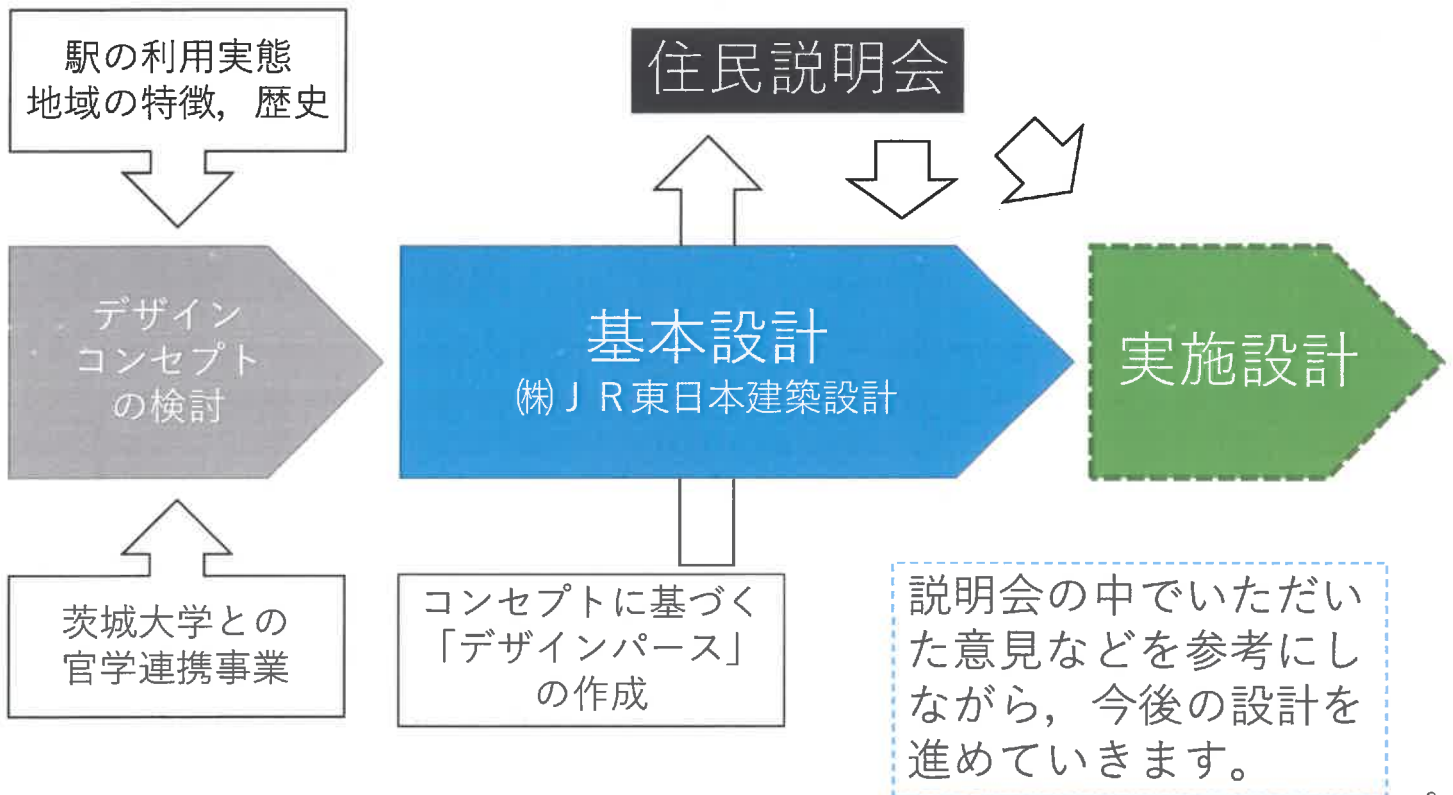 駅の利用実態
地域の特徴，歴史
住民説明会
デザイン
コンセプト
の検討
基本設計
㈱ＪＲ東日本建築設計
実施設計
茨城大学との
官学連携事業
コンセプトに基づく
「デザインパース」
の作成
説明会の中でいただい
た意見などを参考にし
ながら，今後の設計を
進めていきます。